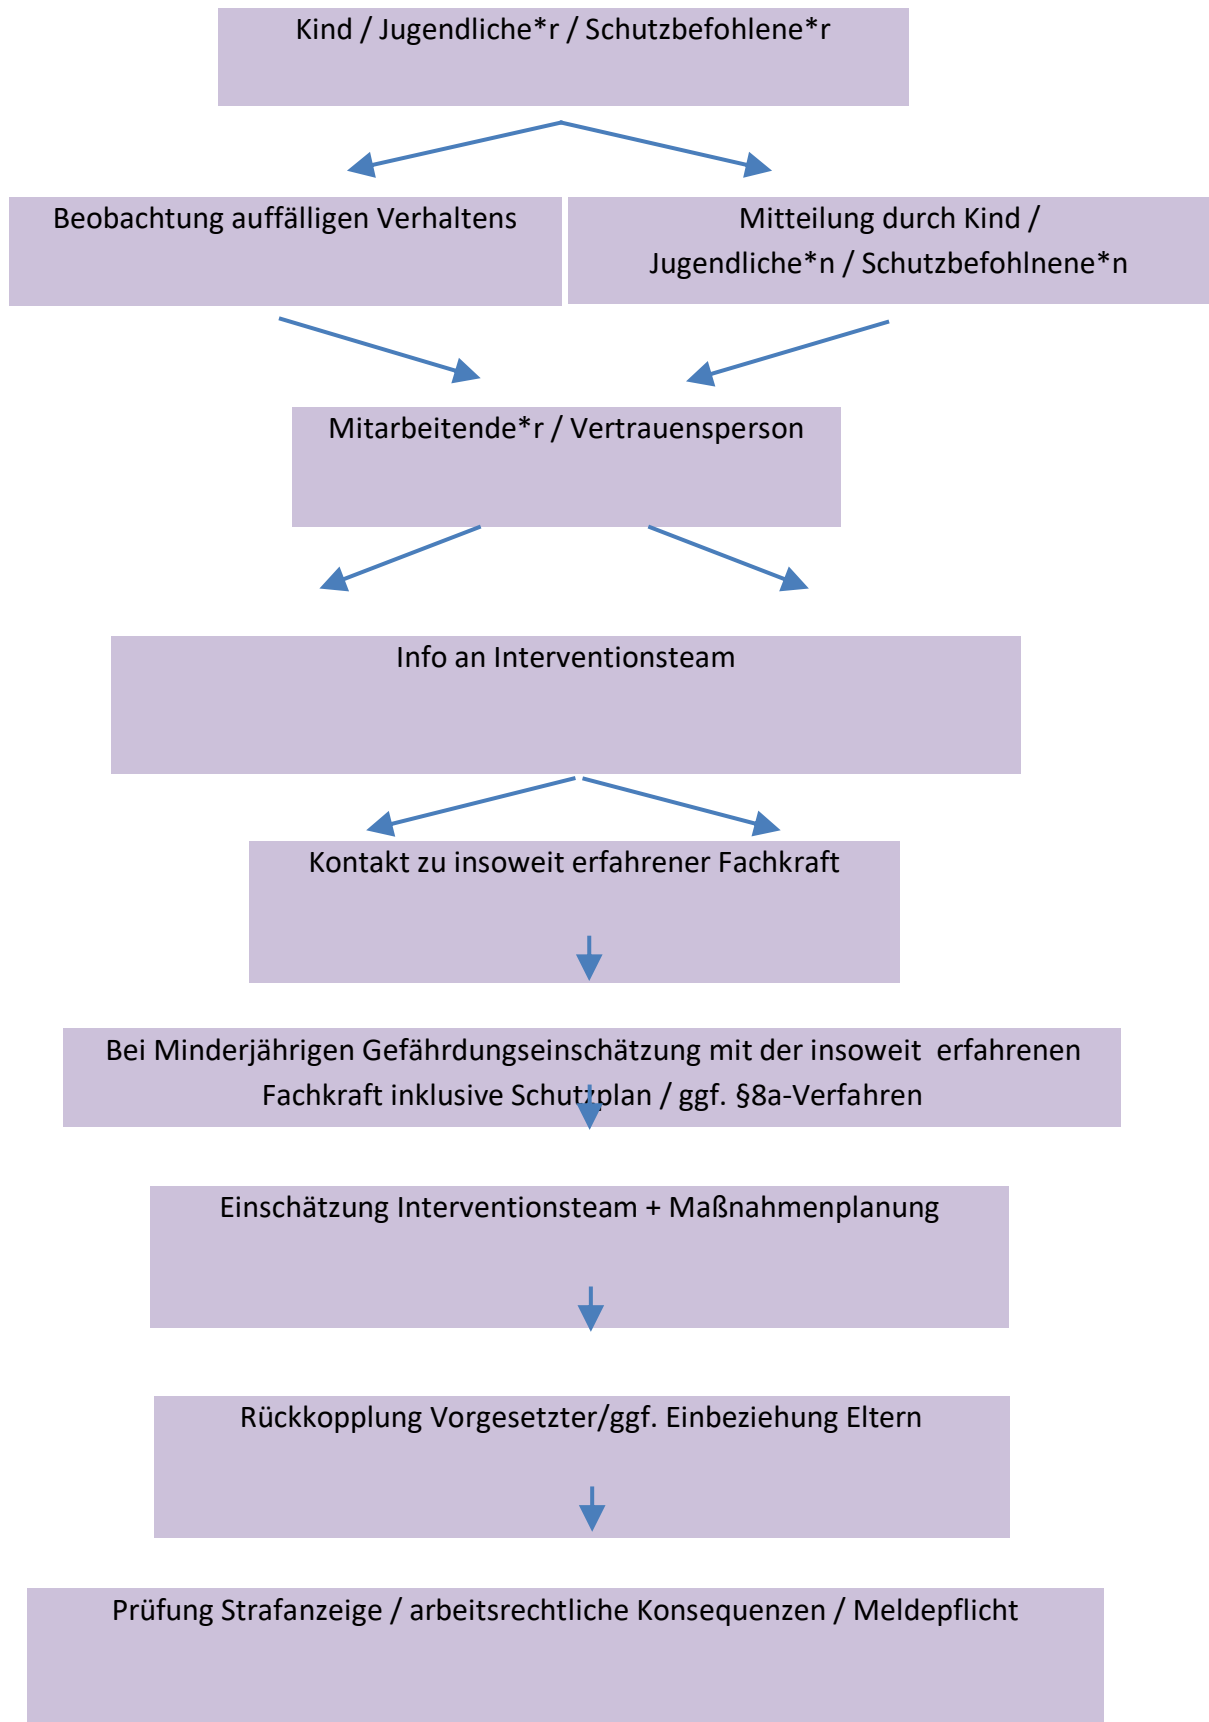 Kind / Jugendliche*r / Schutzbefohlene*r
Beobachtung auffälligen Verhaltens
Mitteilung durch Kind /
Jugendliche*n / Schutzbefohlnene*n
Mitarbeitende*r / Vertrauensperson
Info an Interventionsteam
Kontakt zu insoweit erfahrener Fachkraft
Bei Minderjährigen Gefährdungseinschätzung mit der insoweit  erfahrenen
Fachkraft inklusive Schutzplan / ggf. §8a-Verfahren
Einschätzung Interventionsteam + Maßnahmenplanung
Rückkopplung Vorgesetzter/ggf. Einbeziehung Eltern
Prüfung Strafanzeige / arbeitsrechtliche Konsequenzen / Meldepflicht